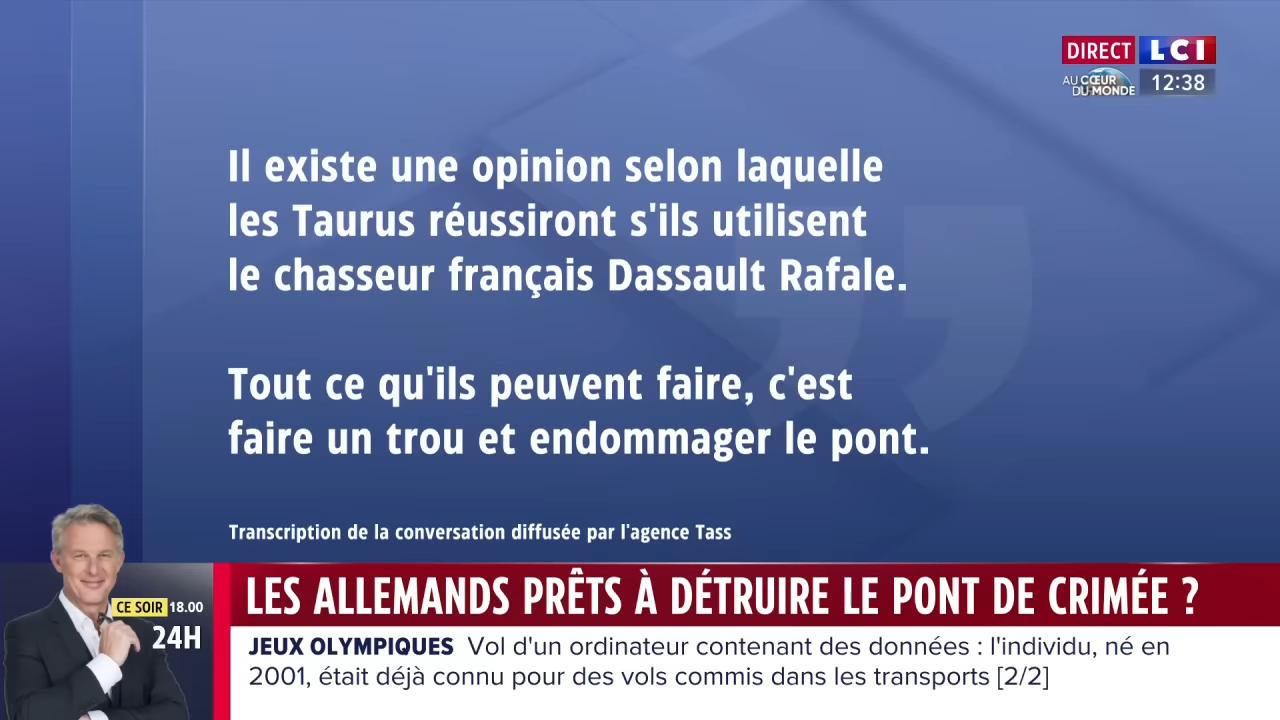 DIRECT LCI
AU CŒUR
DU MONDE
12:38
Il existe une opinion selon laquelle
les Taurus réussiront s'ils utilisent
le chasseur français Dassault Rafale.
Tout ce qu'ils peuvent faire, c'est
faire un trou et endommager le pont.
Transcription de la conversation diffusée par l'agence Tass
CE SOIR 18.00
24H
LES ALLEMANDS PRÊTS À DÉTRUIRE LE PONT DE CRIMÉE ?
JEUX OLYMPIQUES Vol d'un ordinateur contenant des données : l'individu, né en
2001, était déjà connu pour des vols commis dans les transports [2/2]